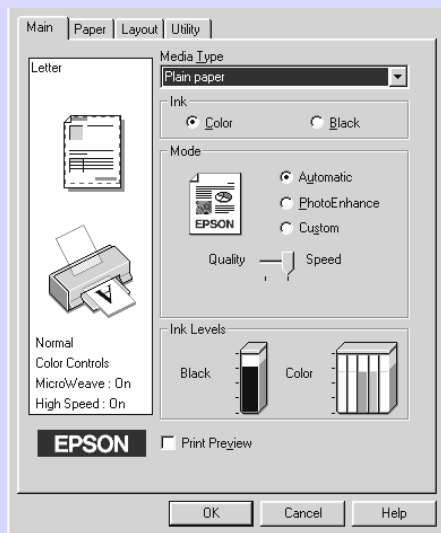 Main Paper Layout Utility
Letter
Media Type
Plain paper
Ink
Color Black
Mode
EPSON
Automatic
PhotoEnhance
Custom
Quality Speed
A
Normal
Color Controls
MicroWeave : On
High Speed : On
Ink Levels
Black Color
EPSON
Print Preview
OK Cancel Help